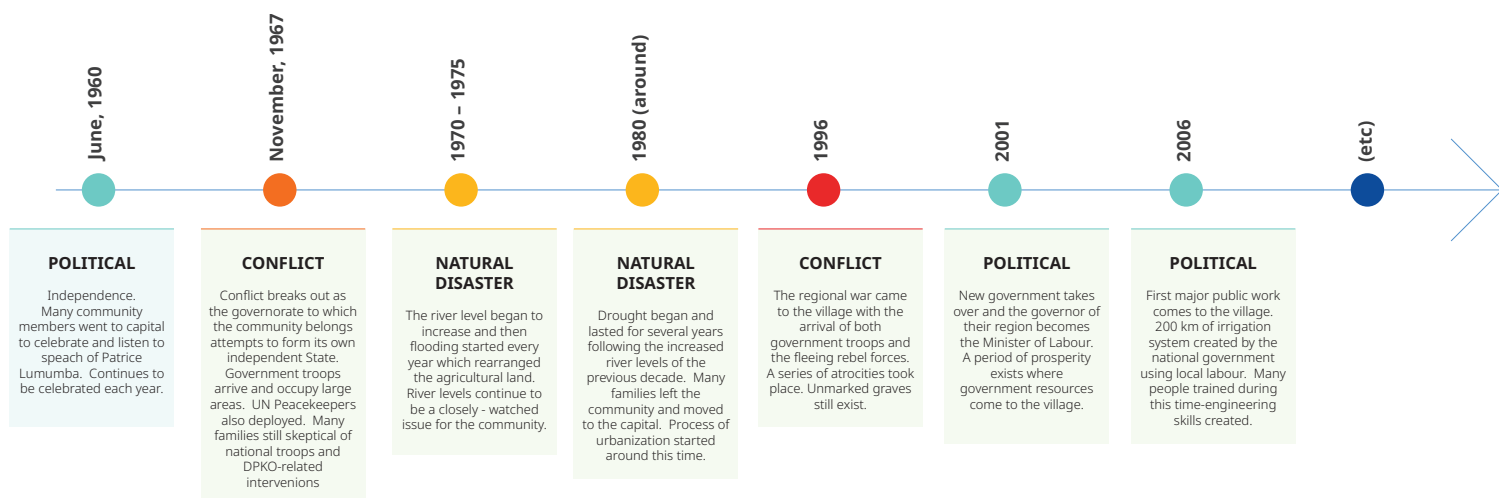 June, 1960
November, 1967
1970 – 1975
1980 (around)
1996
2001
2006
(etc)
POLITICAL
Independence.
Many community
members went to capital
to celebrate and listen to
speach of Patrice
Lumumba. Continues to
be celebrated each year.
CONFLICT
Conflict breaks out as
the governorate to which
the community belongs
attempts to form its own
independent State.
Government troops
arrive and occupy large
areas. UN Peacekeepers
also deployed. Many
families still skeptical of
national troops and
DPKO-related
intervenions
NATURAL
DISASTER
The river level began to
increase and then
flooding started every
year which rearranged
the agricultural land.
River levels continue to
be a closely - watched
issue for the community.
NATURAL
DISASTER
Drought began and
lasted for several years
following the increased
river levels of the
previous decade. Many
families left the
community and moved
to the capital. Process of
urbanization started
around this time.
CONFLICT
The regional war came
to the village with the
arrival of both
government troops and
the fleeing rebel forces.
A series of atrocities took
place. Unmarked graves
still exist.
POLITICAL
New government takes
over and the governor of
their region becomes
the Minister of Labour.
A period of prosperity
exists where
government resources
come to the village.
POLITICAL
First major public work
comes to the village.
200 km of irrigation
system created by the
national government
using local labour. Many
people trained during
this time-engineering
skills created.